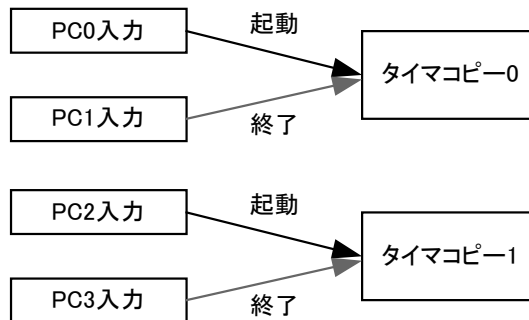 PC0入力
起動
タイマコピー0
PC1入力
終了
PC2入力
起動
タイマコピー1
PC3入力
終了